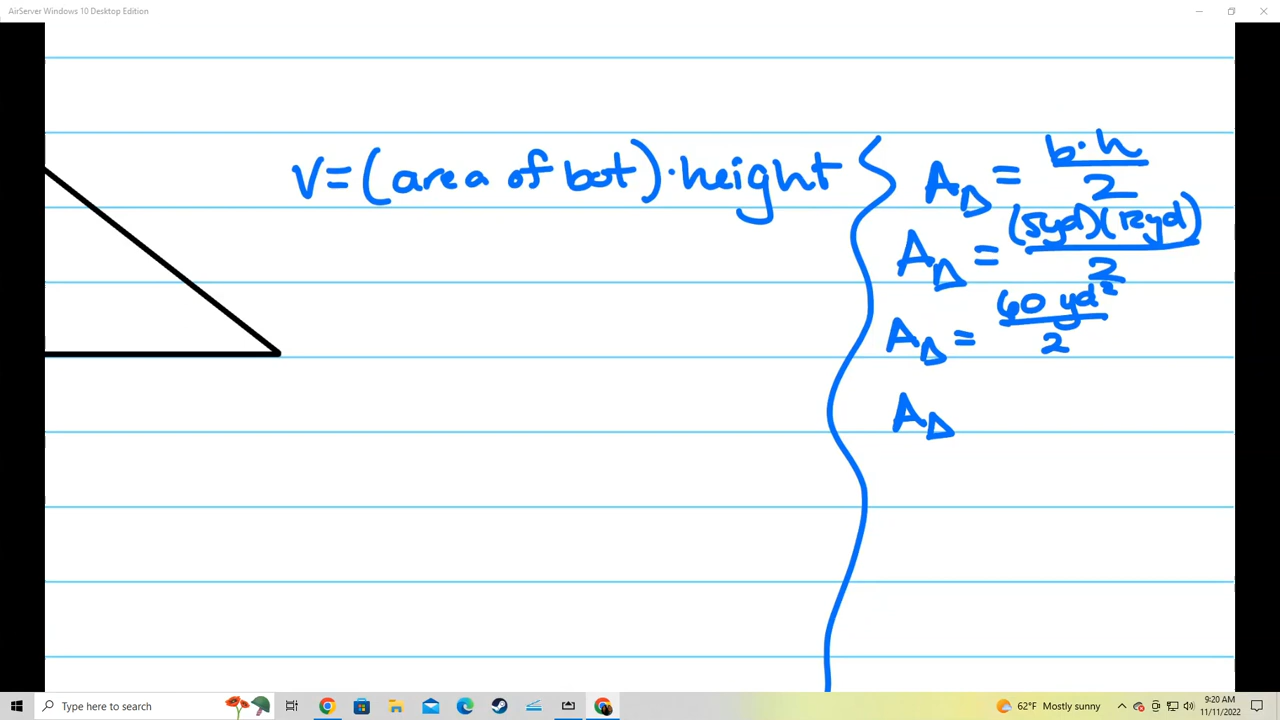 AirServer Windows 10 Desktop Edition
V=(area of bot)·height
A△ = b·h/2
A△ = (5yd)(12yd)/2
A△ = 60 yd²/2
A△
Type here to search
62°F Mostly sunny
9:20 AM
11/11/2022